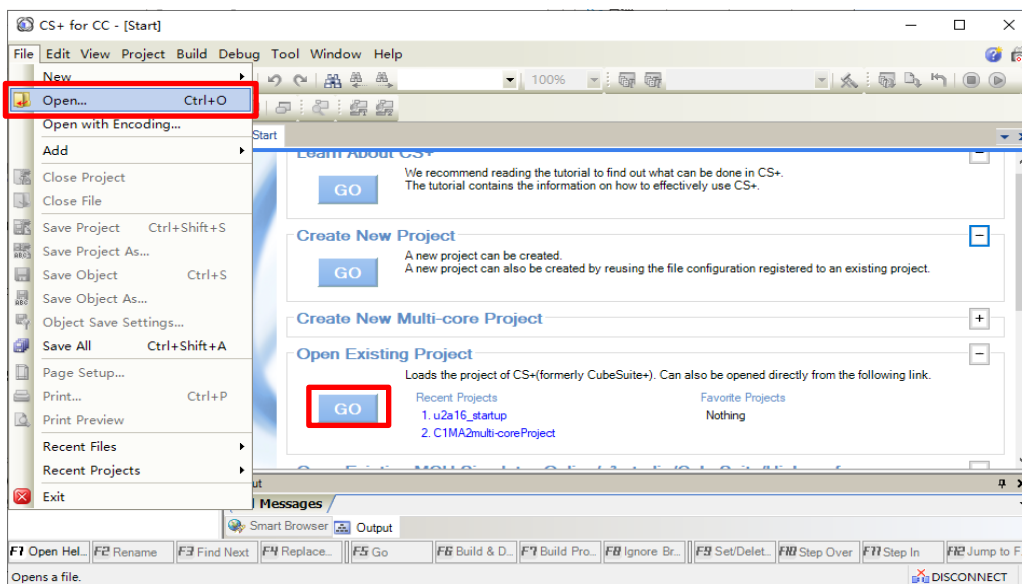 CS+ for CC - [Start]
File Edit View Project Build Debug Tool Window Help
100%
New
Open... Ctrl+O
Open with Encoding...
Add
Close Project
Close File
Save Project Ctrl+Shift+S
Save Project As...
Save Object Ctrl+S
Save Object As...
Object Save Settings...
Save All Ctrl+Shift+A
Page Setup...
Print... Ctrl+P
Print Preview
Recent Files
Recent Projects
Exit
Start
Learn About CS+
GO
We recommend reading the tutorial to find out what can be done in CS+.
The tutorial contains the information on how to effectively use CS+.
Create New Project
GO
A new project can be created.
A new project can also be created by reusing the file configuration registered to an existing project.
Create New Multi-core Project
Open Existing Project
Loads the project of CS+(formerly CubeSuite+). Can also be opened directly from the following link.
GO
Recent Projects
1. u2a16_startup
2. C1MA2multi-coreProject
Favorite Projects
Nothing
Messages
Smart Browser Output
F1 Open Hel... F2 Rename F3 Find Next F4 Replace... F5 Go F6 Build & D... F7 Build Pro... F8 Ignore Br... F9 Set/Delet... F10 Step Over F11 Step In F12 Jump to F
Opens a file.
DISCONNECT